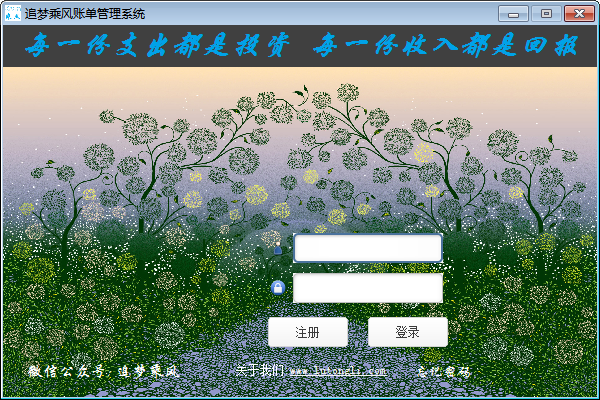 追梦乘风账单管理系统
每一份支出都是投资 每一份收入都是回报
注册 登录
微信公众号 追梦乘风 关于我们 www.lusongli.com 忘记密码